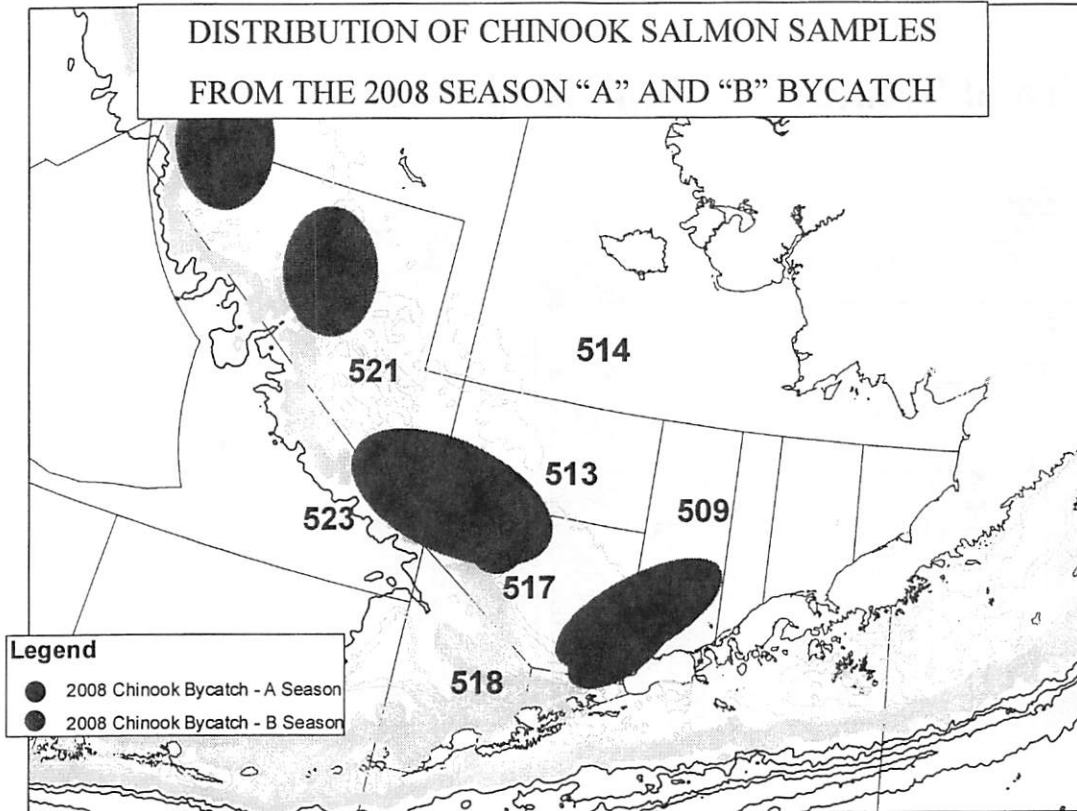 DISTRIBUTION OF CHINOOK SALMON SAMPLES
FROM THE 2008 SEASON “A” AND “B” BYCATCH
514
521
513
509
523
517
518
Legend
2008 Chinook Bycatch - A Season
2008 Chinook Bycatch - B Season